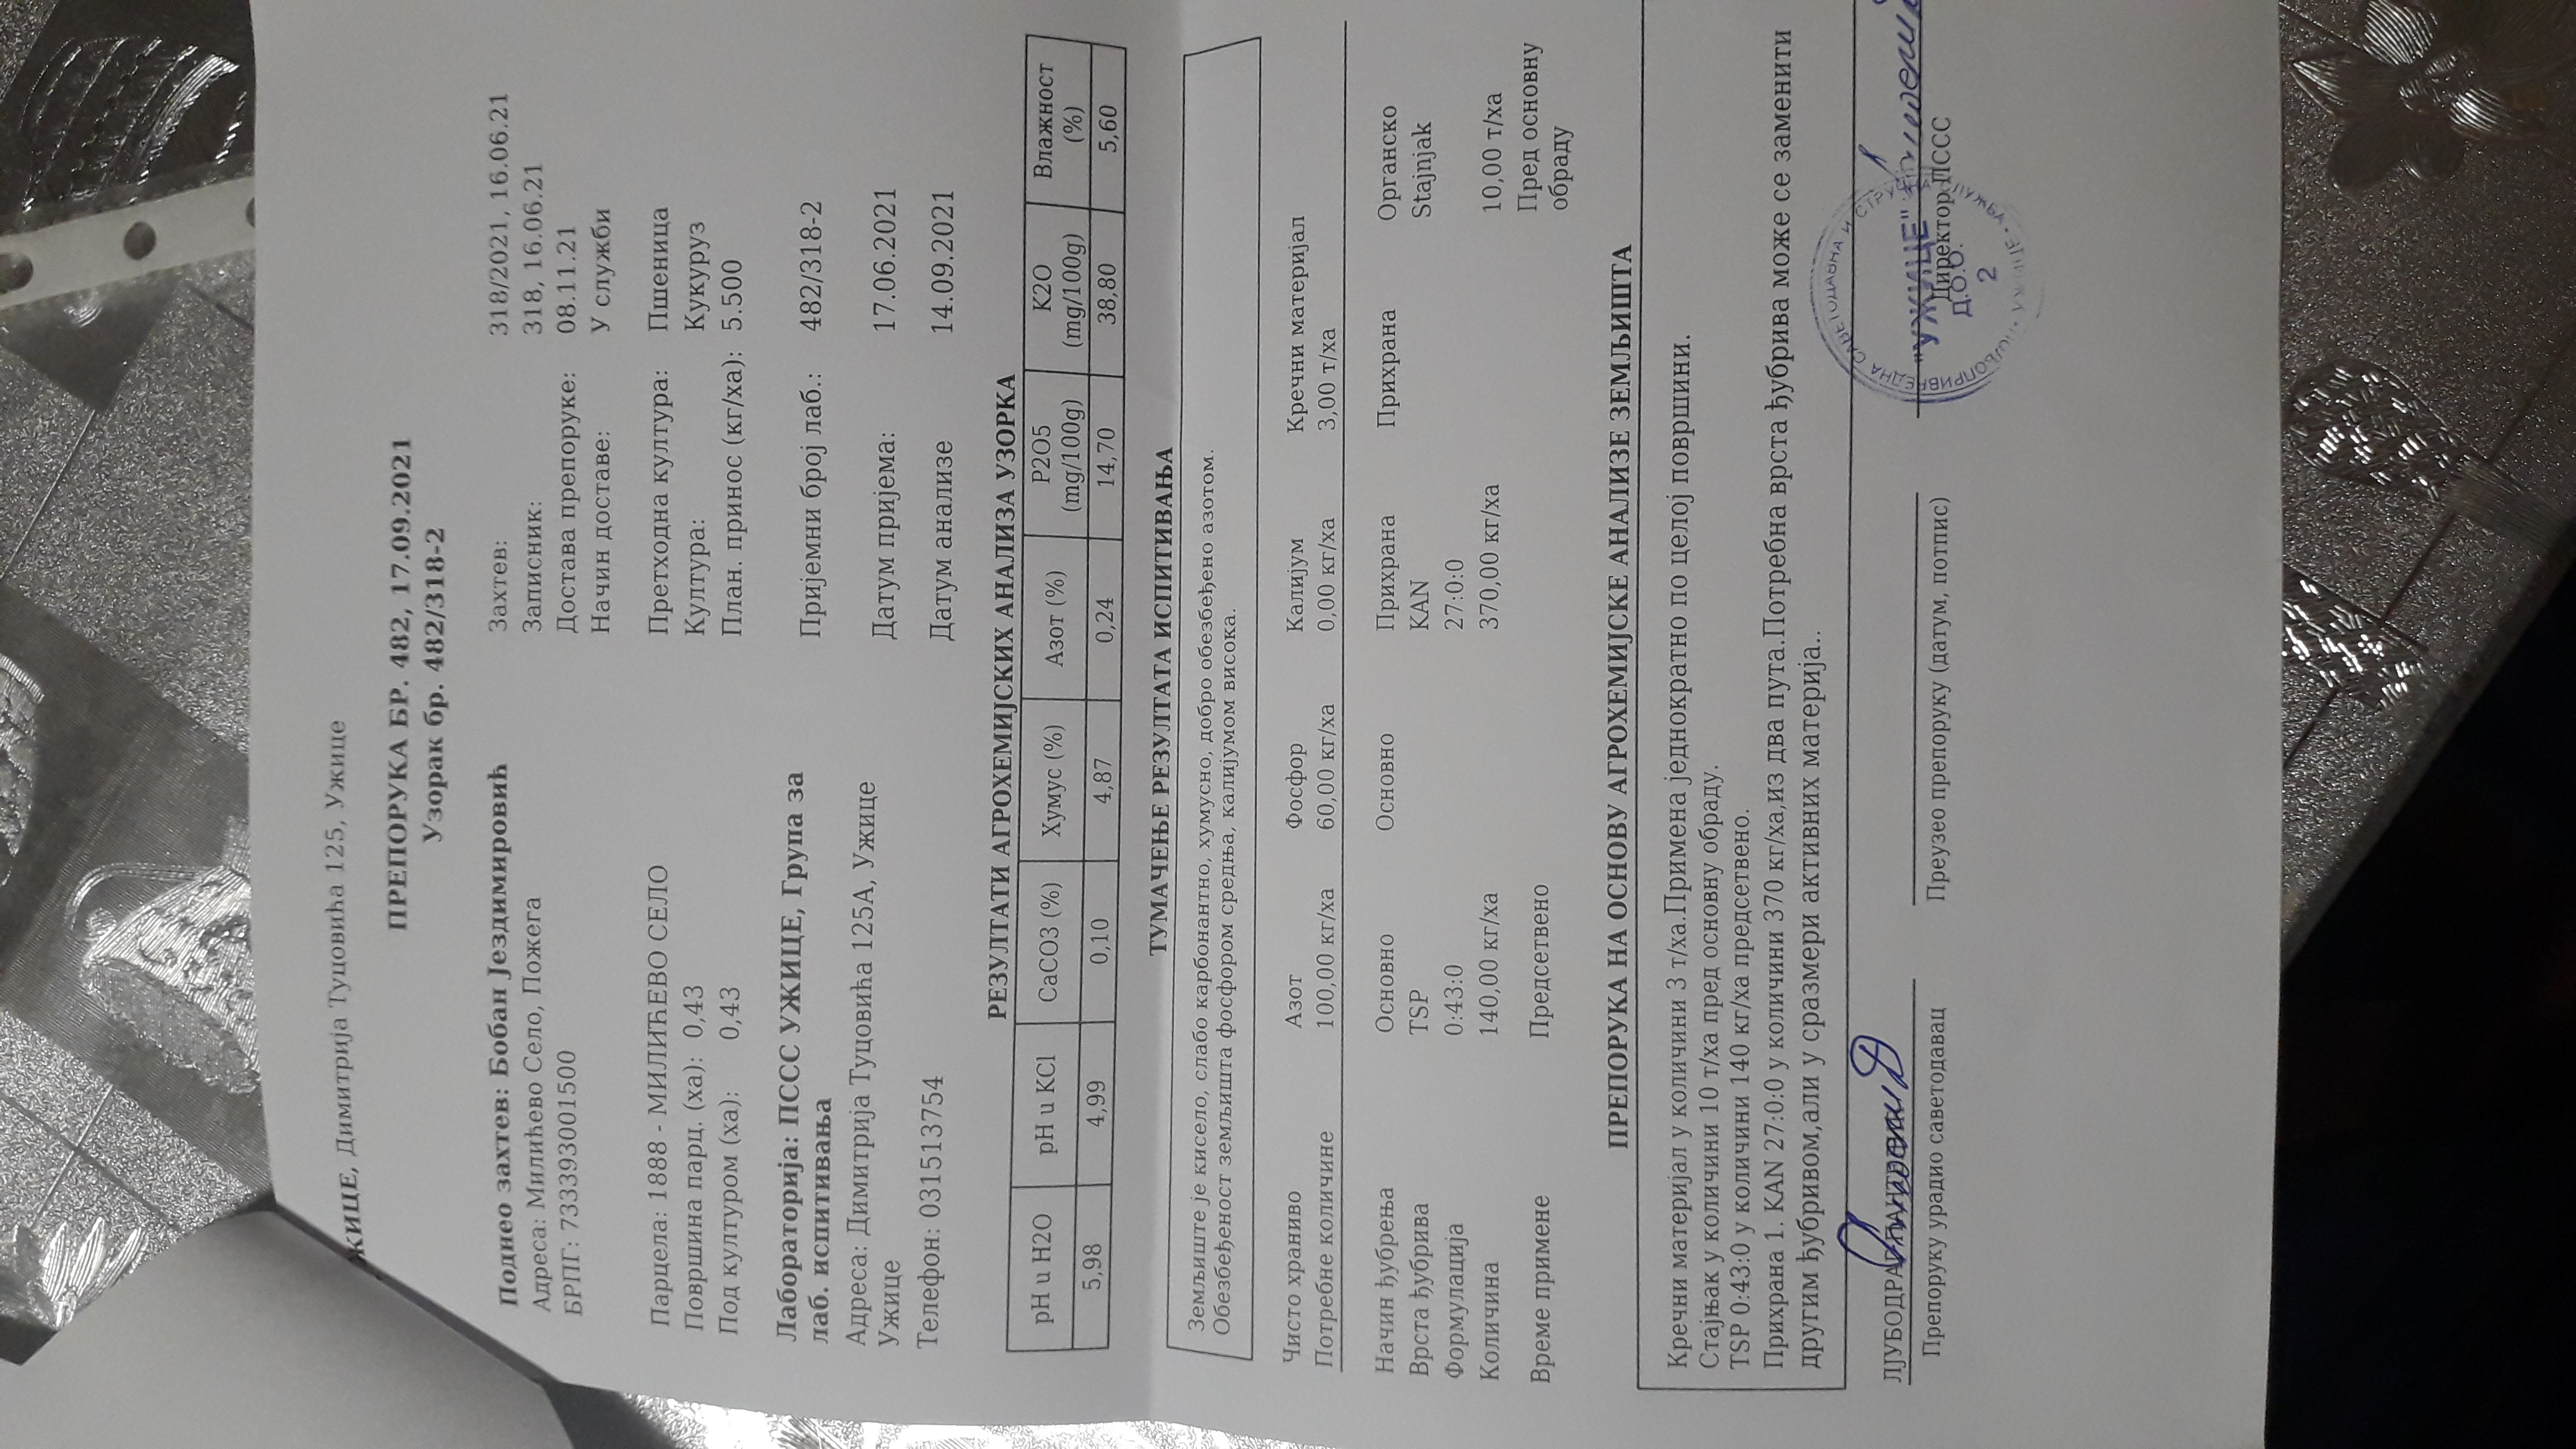 ЖИЦЕ, Димитрија Туцовића 125, Ужице
ПРЕПОРУКА БР. 482, 17.09.2021
Узорак бр. 482/318-2
Поднео захтев: Бобан Јездимировић
Адреса: Милићево Село, Пожега
БРПГ: 733393001500
Захтев: 318/2021, 16.06.21
Записник: 318, 16.06.21
Достава препоруке: 08.11.21
Начин доставе: У служби
Парцела: 1888 - МИЛИЋЕВО СЕЛО
Површина парц. (ха): 0,43
Под културом (ха): 0,43
Претходна култура: Пшеница
Култура: Кукуруз
План. принос (кг/ха): 5.500
Лабораторија: ПССС УЖИЦЕ, Група за
лаб. испитивања
Адреса: Димитрија Туцовића 125А, Ужице
Ужице
Телефон: 031513754
Пријемни број лаб.: 482/318-2
Датум пријема: 17.06.2021
Датум анализе 14.09.2021
РЕЗУЛТАТИ АГРОХЕМИЈСКИХ АНАЛИЗА УЗОРКА
pH u H2O pH u KCl CaCO3 (%) Хумус (%) Азот (%) P2O5 (mg/100g) K2O (mg/100g) Влажност (%)
5,98 4,99 0,10 4,87 0,24 14,70 38,80 5,60
ТУМАЧЕЊЕ РЕЗУЛТАТА ИСПИТИВАЊА
Земљиште је кисело, слабо карбонантно, хумусно, добро обезбеђено азотом.
Обезбеђеност земљишта фосфором средња, калијумом висока.
Чисто храниво Азот Фосфор Калијум Кречни материјал
Потребне количине 100,00 кг/ха 60,00 кг/ха 0,00 кг/ха 3,00 т/ха
Начин ђубрења Основно Основно Прихрана Прихрана Органско
Врста ђубрива TSP KAN Stajnjak
Формулација 0:43:0 27:0:0
Количина 140,00 кг/ха 370,00 кг/ха 10,00 т/ха
Време примене Предсетвено Пред основну
обраду
ПРЕПОРУКА НА ОСНОВУ АГРОХЕМИЈСКЕ АНАЛИЗЕ ЗЕМЉИШТА
Кречни материјал у количини 3 т/ха.Примена једнократно по целој површини.
Стајњак у количини 10 т/ха пред основну обраду.
TSP 0:43:0 у количини 140 кг/ха предсетвено.
Прихрана 1. KAN 27:0:0 у количини 370 кг/ха,из два пута.Потребна врста ђубрива може се заменити
другим ђубривом,али у сразмери активних материја..
ЛЈУБОДРАГ
Препоруку урадио саветодавац
Преузео препоруку (датум, потпис)
Директор ПССС
ПОЉОПРИВРЕДНА САВЕТОДАВНА И СТРУЧНА СЛУЖБА
"УЖИЦЕ"
Д.О.О.
2
УЖИЦЕ